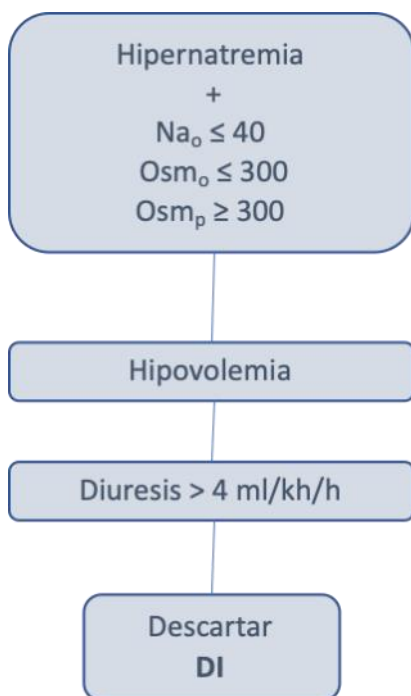 Hipernatremia
+
Naₒ ≤ 40
Osmₒ ≤ 300
Osmₚ ≥ 300
Hipovolemia
Diuresis > 4 ml/kh/h
Descartar
DI